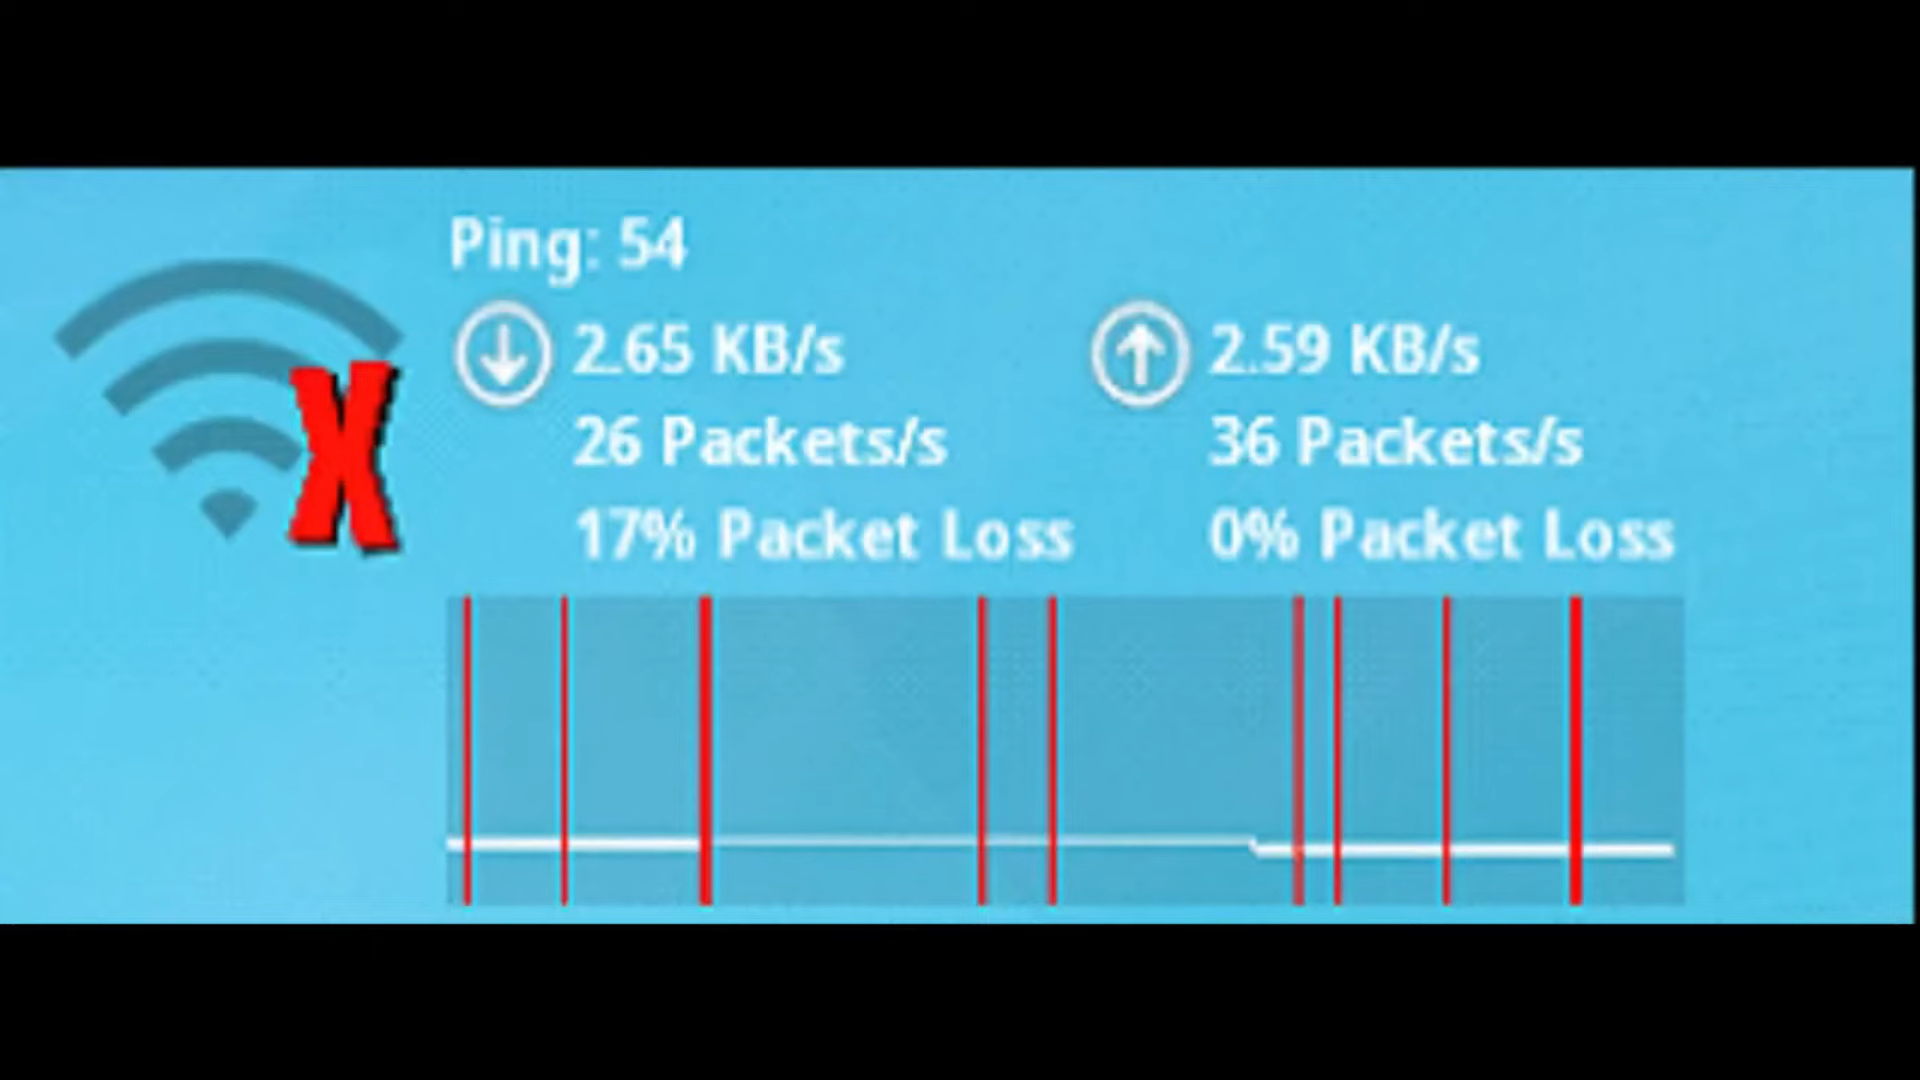 Ping: 54
2.65 KB/s
26 Packets/s
17% Packet Loss
2.59 KB/s
36 Packets/s
0% Packet Loss
X